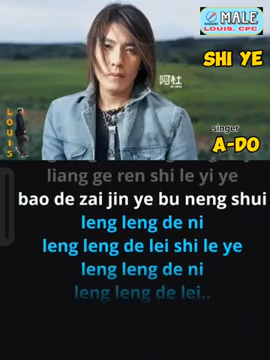 MALE
LOUIS. CPC
SHI YE
阿杜
singer
A-DO
LOUIS
liang ge ren shi le yi ye
bao de zai jin ye bu neng shui
leng leng de ni
leng leng de lei shi le ye
leng leng de ni
leng leng de lei..